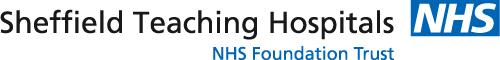 Sheffield Teaching Hospitals NHS
NHS Foundation Trust